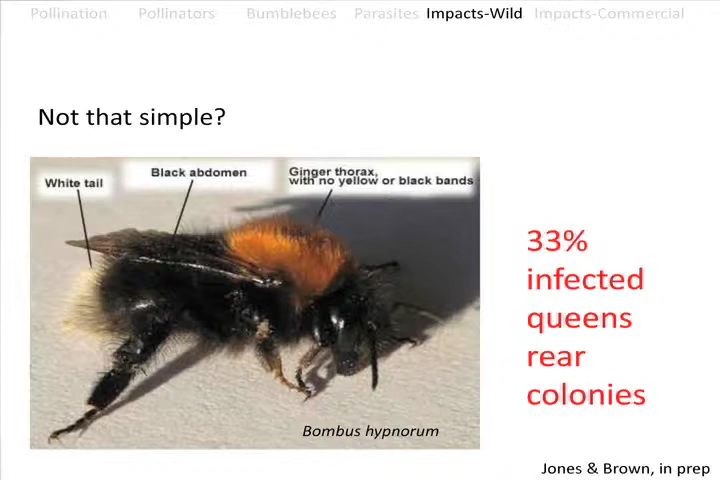 Pollination Pollinators Bumblebees Parasites Impacts-Wild Impacts-Commercial
Not that simple?
White tail
Black abdomen
Ginger thorax,
with no yellow or black bands
33%
infected
queens
rear
colonies
Bombus hypnorum
Jones & Brown, in prep